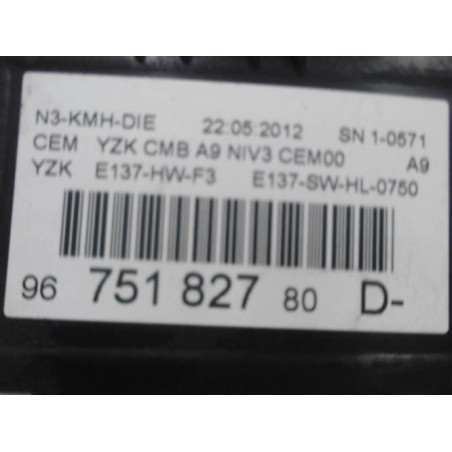 N3-KMH-DIE 22:05:2012 SN 1-0571
CEM YZK CMB A9 NIV3 CEM00 A9
YZK E137-HW-F3 E137-SW-HL-0750
96 751 827 80 D-